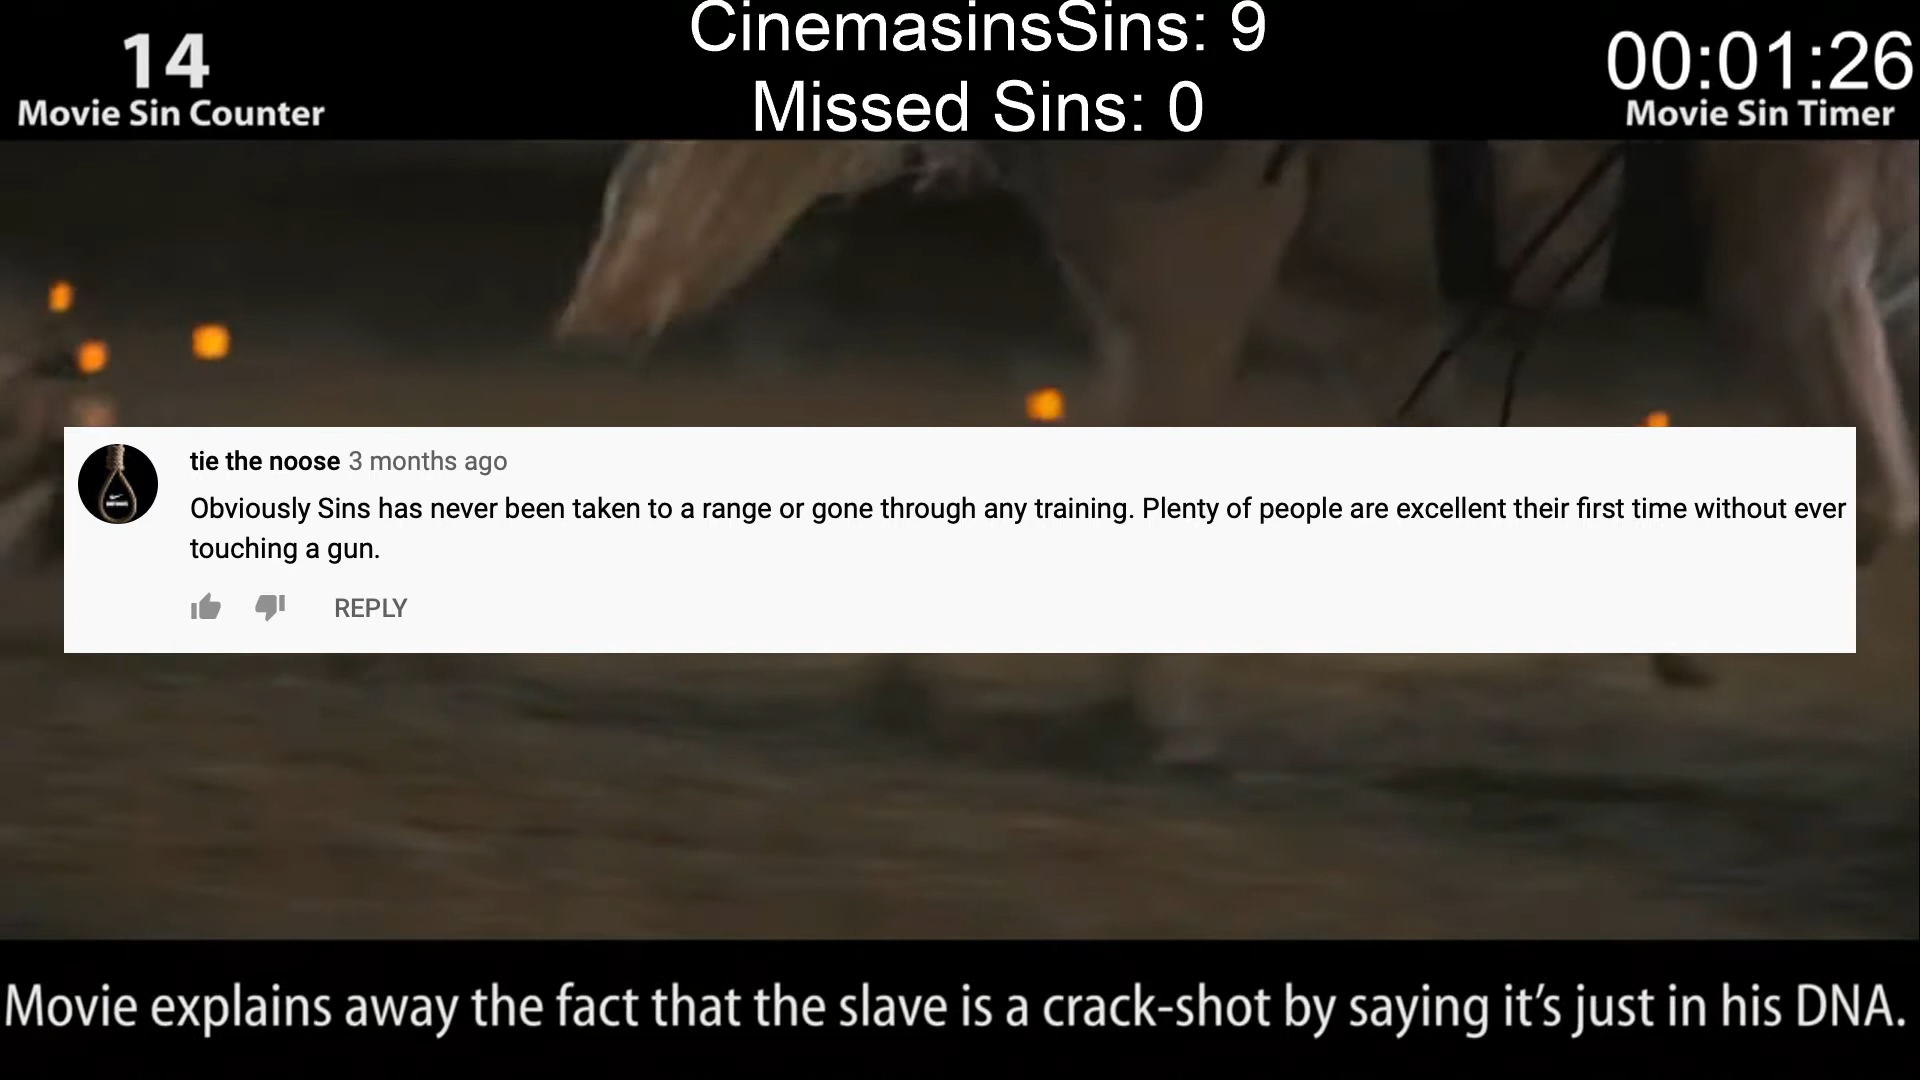 CinemasinsSins: 9
14
00:01:26
Movie Sin Counter
Missed Sins: 0
Movie Sin Timer
tie the noose 3 months ago
Obviously Sins has never been taken to a range or gone through any training. Plenty of people are excellent their first time without ever
touching a gun.
REPLY
Movie explains away the fact that the slave is a crack-shot by saying it's just in his DNA.